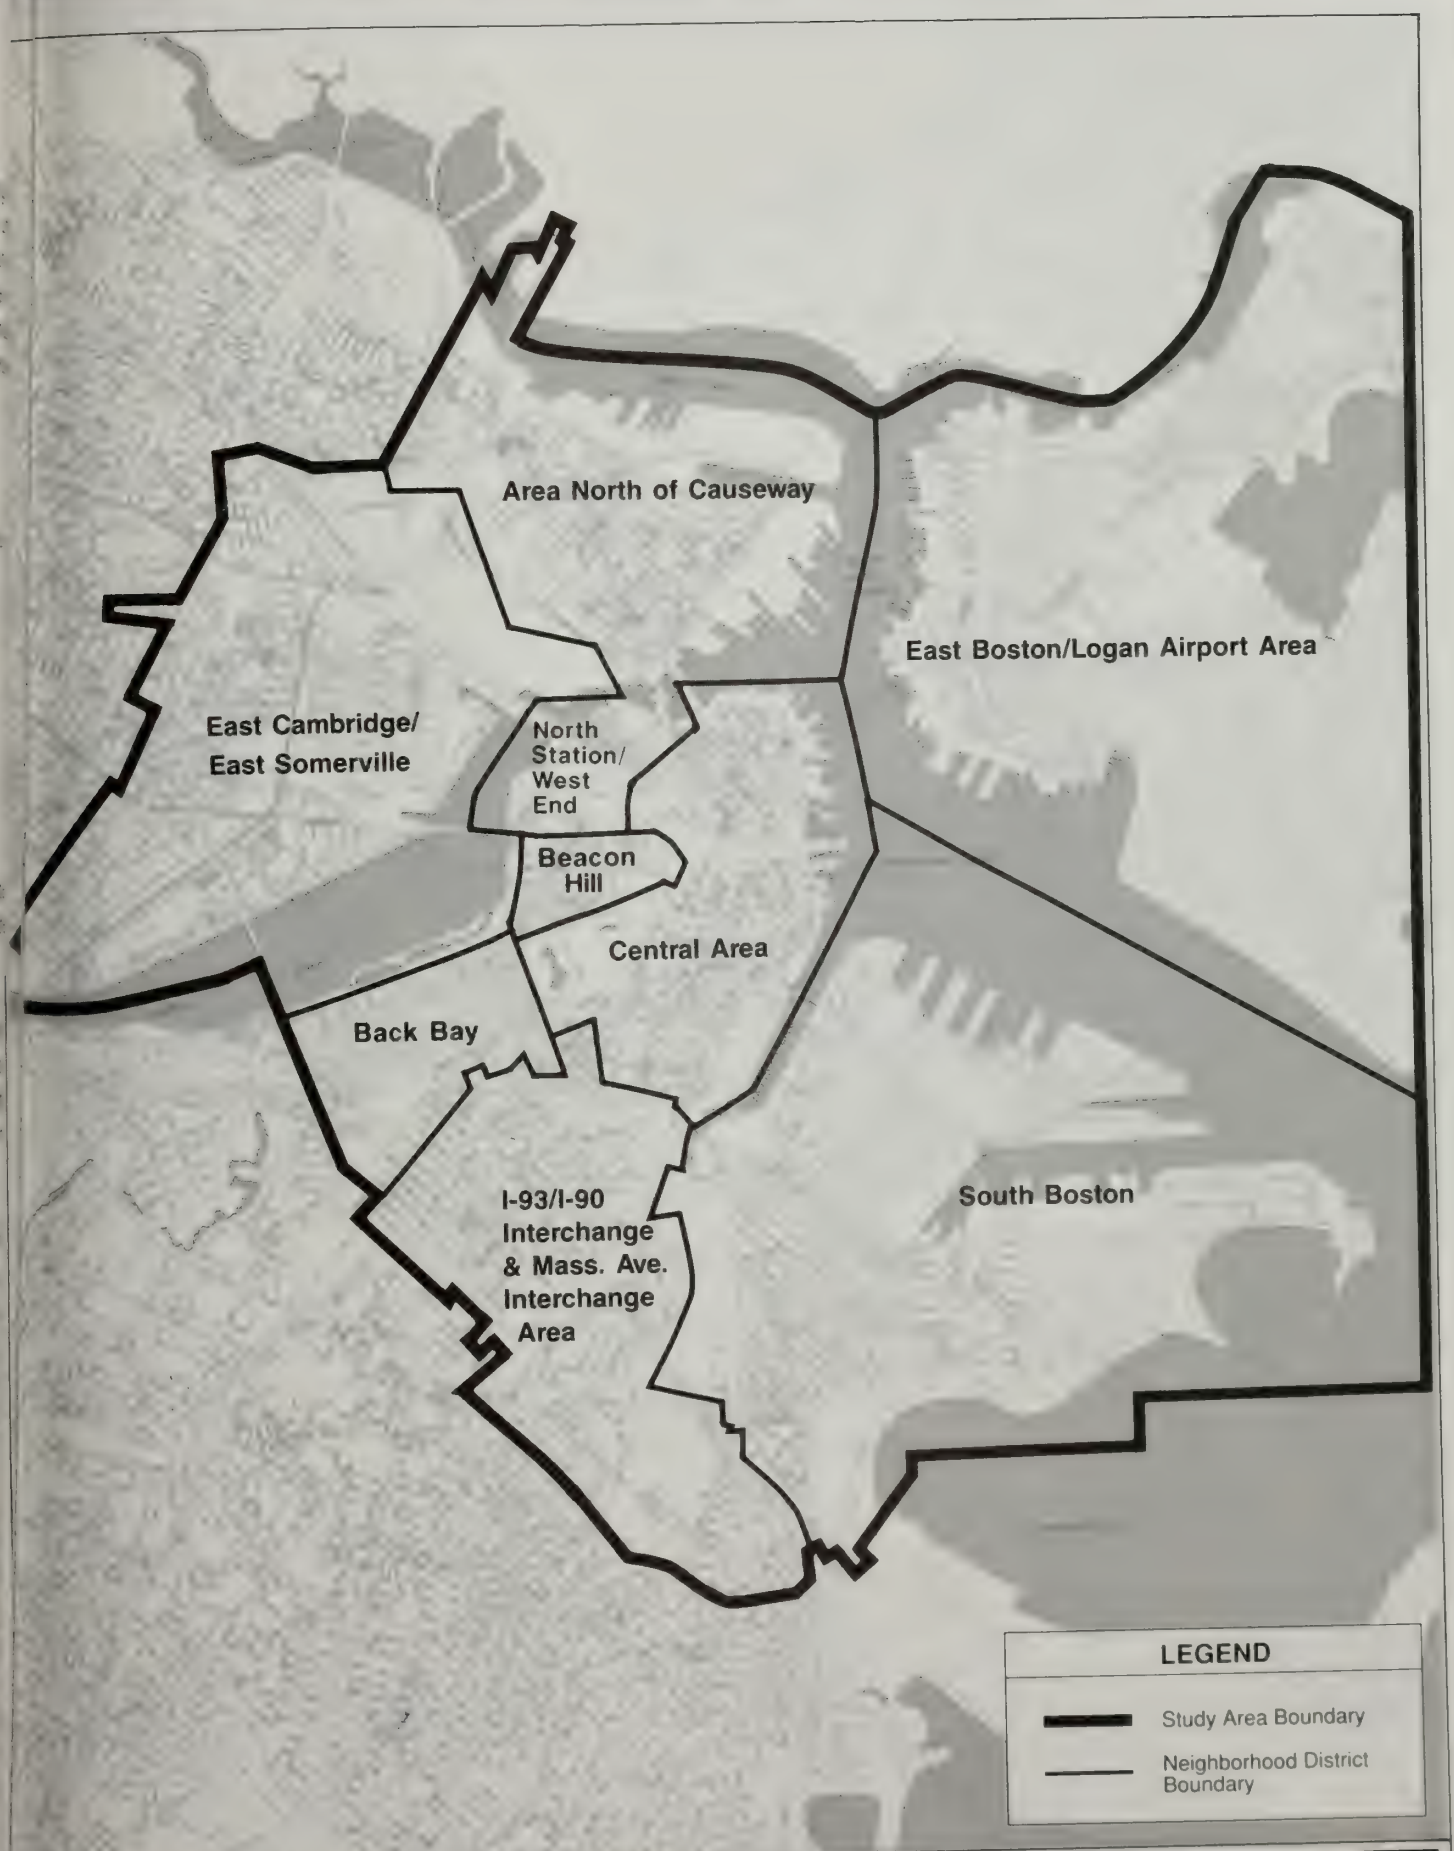 Area North of Causeway
East Boston/Logan Airport Area
East Cambridge/
East Somerville
North
Station/
West
End
Beacon
Hill
Central Area
Back Bay
I-93/I-90
Interchange
& Mass. Ave.
Interchange
Area
South Boston
LEGEND
Study Area Boundary
Neighborhood District
Boundary